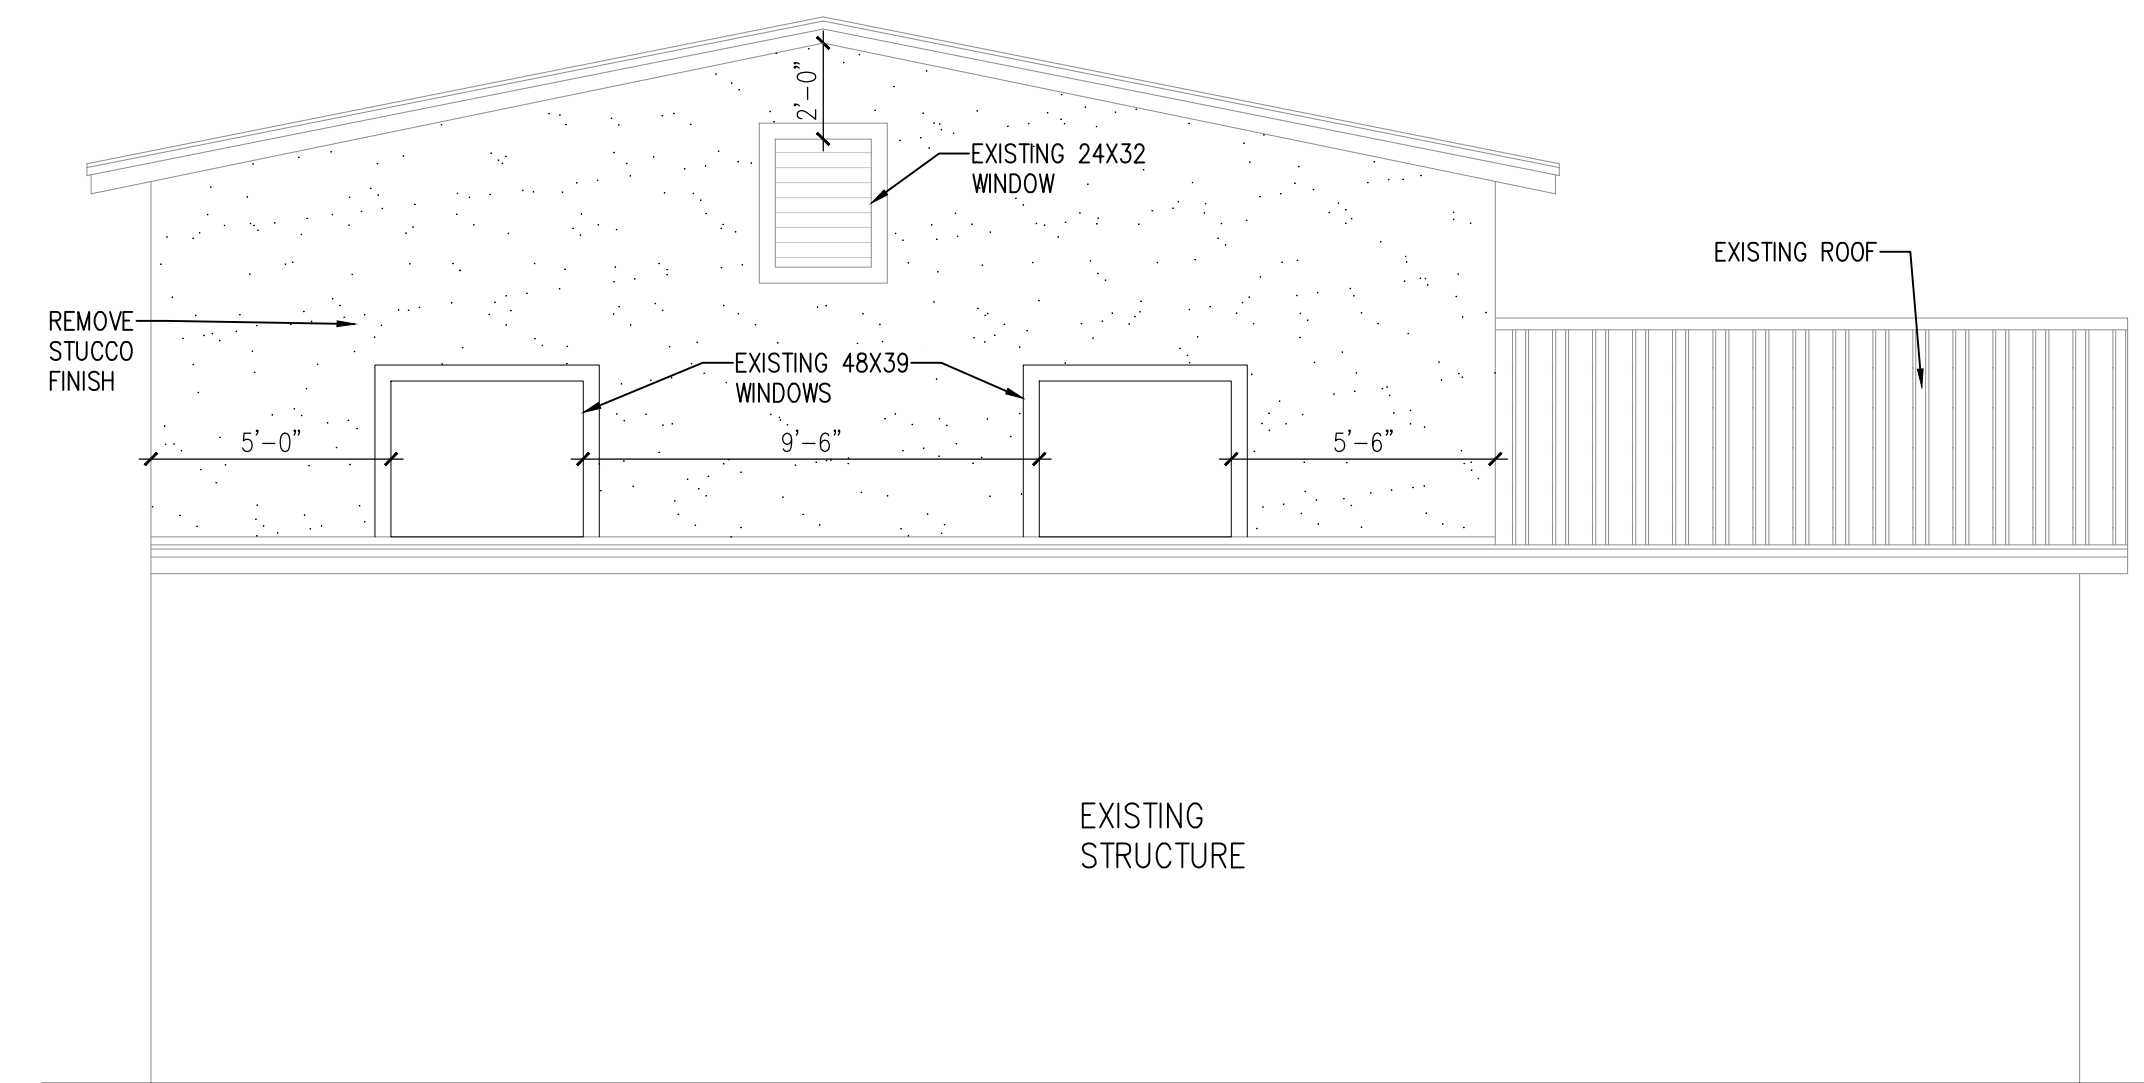 2'-0"
EXISTING 24X32
WINDOW
EXISTING ROOF
REMOVE
STUCCO
FINISH
EXISTING 48X39
WINDOWS
5'-0"
9'-6"
5'-6"
EXISTING
STRUCTURE